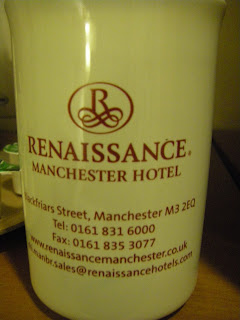 R
RENAISSANCE®
MANCHESTER HOTEL
Blackfriars Street, Manchester M3 2EQ
Tel: 0161 831 6000
Fax: 0161 835 3077
www.renaissancemanchester.co.uk
sales@renaissancehotels.com